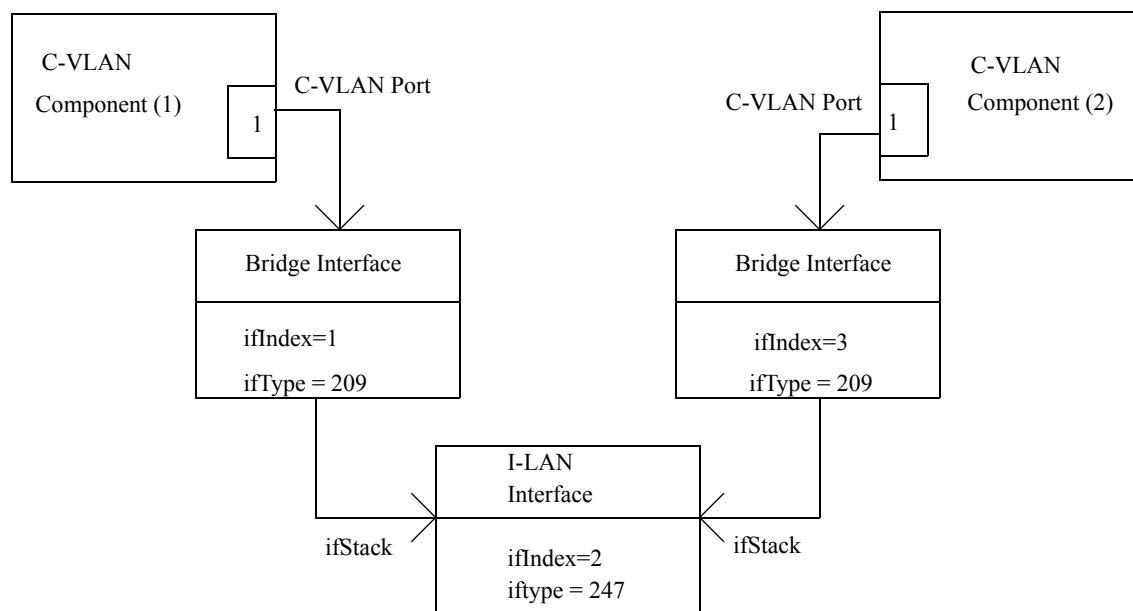 C-VLAN
Component (1)
1
C-VLAN Port
C-VLAN Port
1
C-VLAN
Component (2)
Bridge Interface
ifIndex=1
ifType = 209
Bridge Interface
ifIndex=3
ifType = 209
I-LAN
Interface
ifIndex=2
iftype = 247
ifStack
ifStack